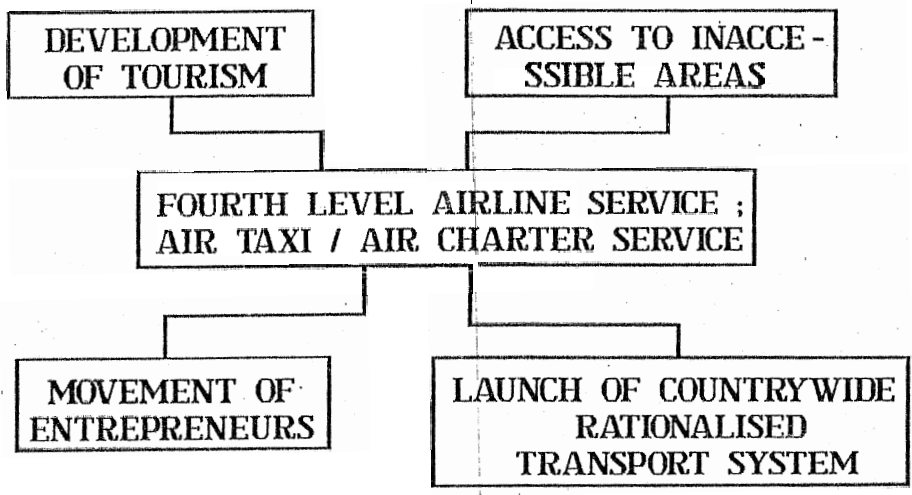 DEVELOPMENT
OF TOURISM
ACCESS TO INACCE-
SSIBLE AREAS
FOURTH LEVEL AIRLINE SERVICE ;
AIR TAXI / AIR CHARTER SERVICE
MOVEMENT OF
ENTREPRENEURS
LAUNCH OF COUNTRYWIDE
RATIONALISED
TRANSPORT SYSTEM